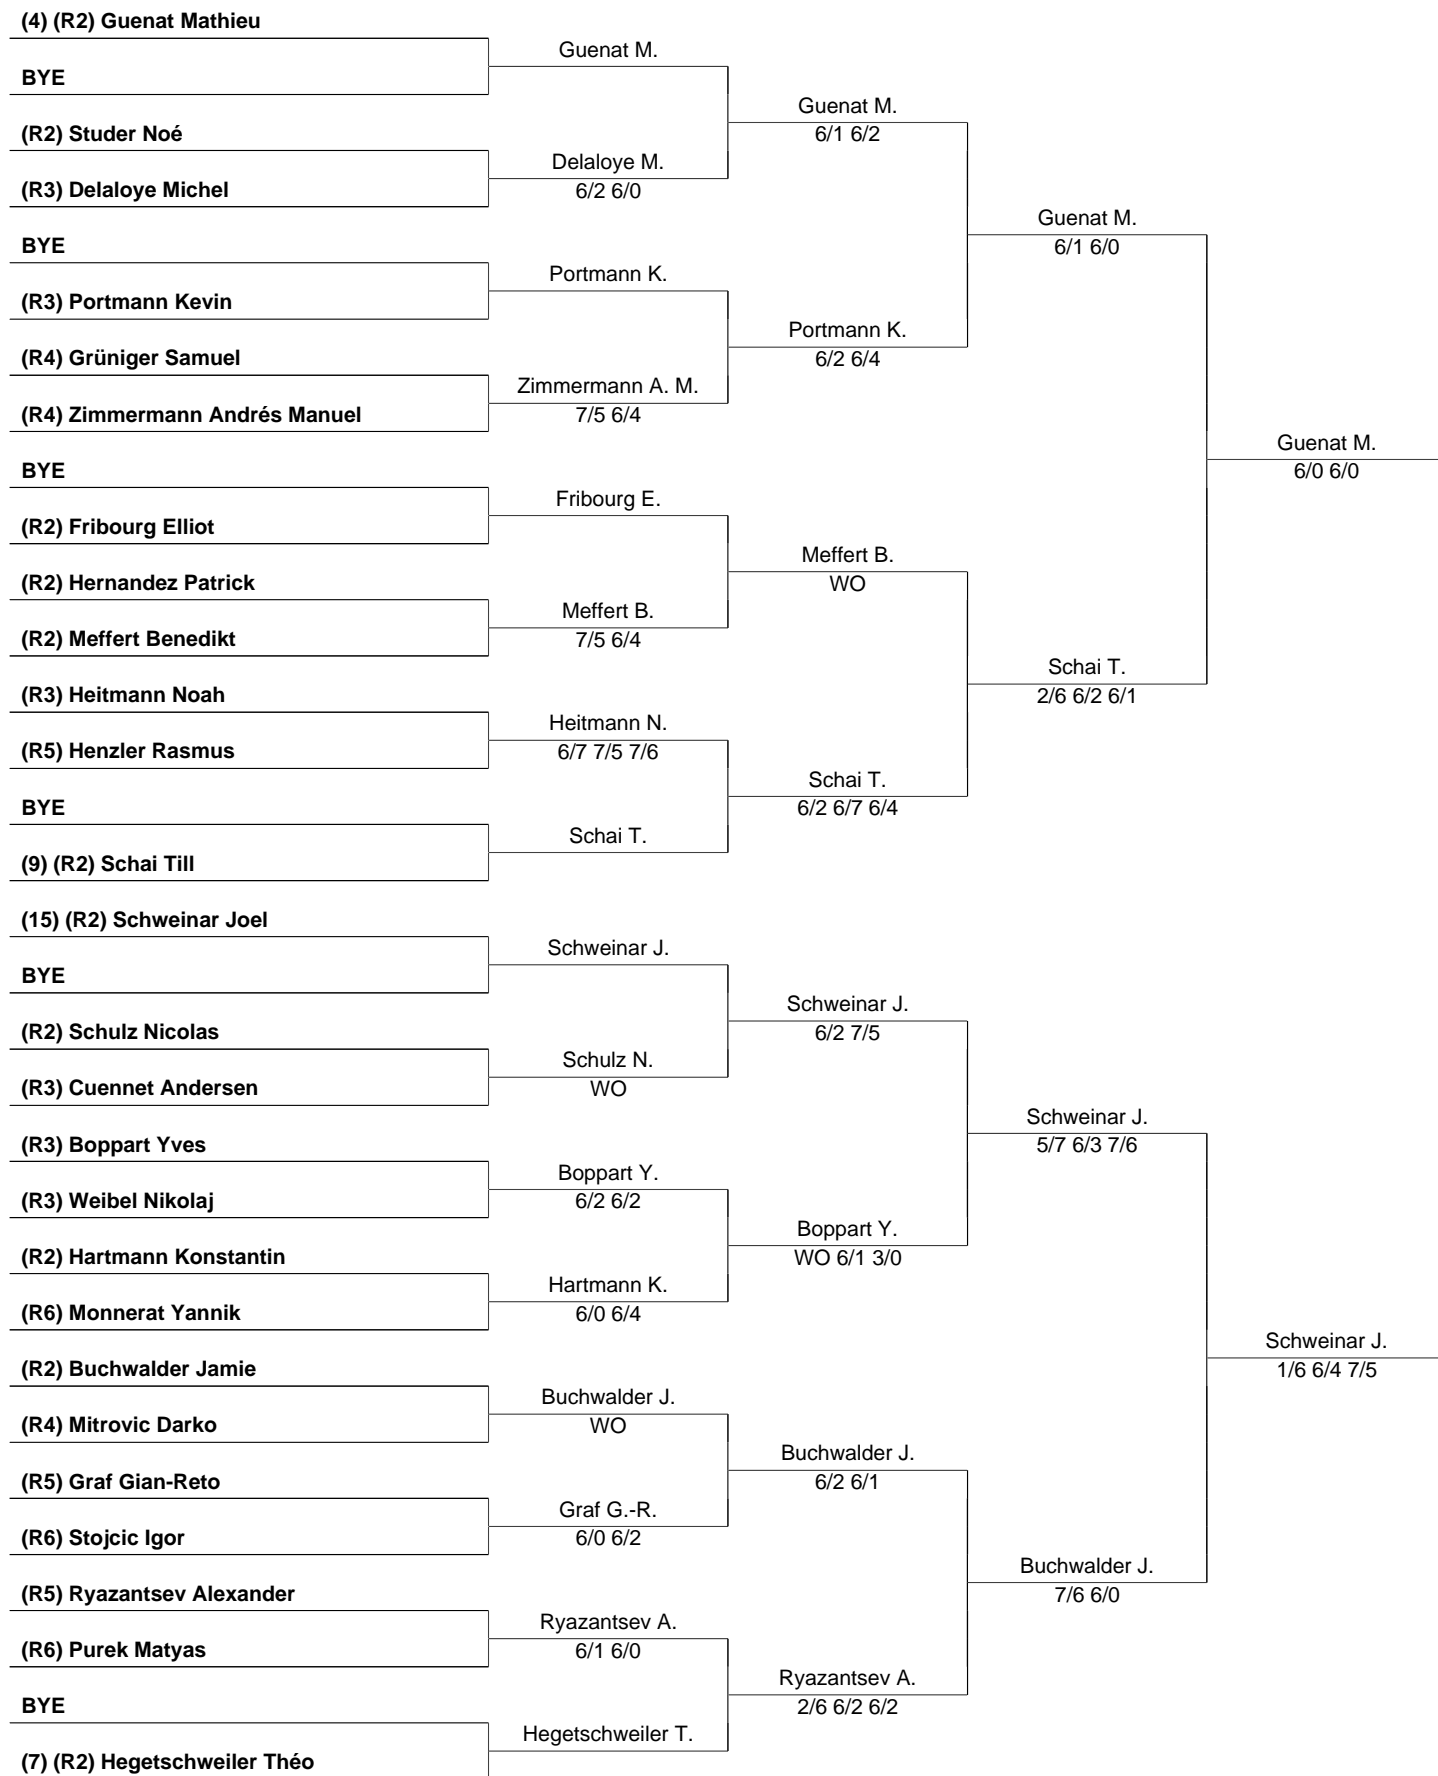 (4) (R2) Guenat Mathieu
Guenat M.
BYE
Guenat M.
6/1 6/2
(R2) Studer Noé
Delaloye M.
6/2 6/0
(R3) Delaloye Michel
Guenat M.
6/1 6/0
BYE
Portmann K.
(R3) Portmann Kevin
Portmann K.
6/2 6/4
(R4) Grüniger Samuel
Zimmermann A. M.
7/5 6/4
(R4) Zimmermann Andrés Manuel
Guenat M.
6/0 6/0
BYE
Fribourg E.
(R2) Fribourg Elliot
Meffert B.
WO
(R2) Hernandez Patrick
Meffert B.
7/5 6/4
(R2) Meffert Benedikt
Schai T.
2/6 6/2 6/1
(R3) Heitmann Noah
Heitmann N.
6/7 7/5 7/6
(R5) Henzler Rasmus
Schai T.
6/2 6/7 6/4
BYE
Schai T.
(9) (R2) Schai Till
(15) (R2) Schweinar Joel
Schweinar J.
BYE
Schweinar J.
6/2 7/5
(R2) Schulz Nicolas
Schulz N.
WO
(R3) Cuennet Andersen
Schweinar J.
5/7 6/3 7/6
(R3) Boppart Yves
Boppart Y.
6/2 6/2
(R3) Weibel Nikolaj
Boppart Y.
WO 6/1 3/0
(R2) Hartmann Konstantin
Hartmann K.
6/0 6/4
(R6) Monnerat Yannik
Schweinar J.
1/6 6/4 7/5
(R2) Buchwalder Jamie
Buchwalder J.
WO
(R4) Mitrovic Darko
Buchwalder J.
6/2 6/1
(R5) Graf Gian-Reto
Graf G.-R.
6/0 6/2
(R6) Stojcic Igor
Buchwalder J.
7/6 6/0
(R5) Ryazantsev Alexander
Ryazantsev A.
6/1 6/0
(R6) Purek Matyas
Ryazantsev A.
2/6 6/2 6/2
BYE
Hegetschweiler T.
(7) (R2) Hegetschweiler Théo